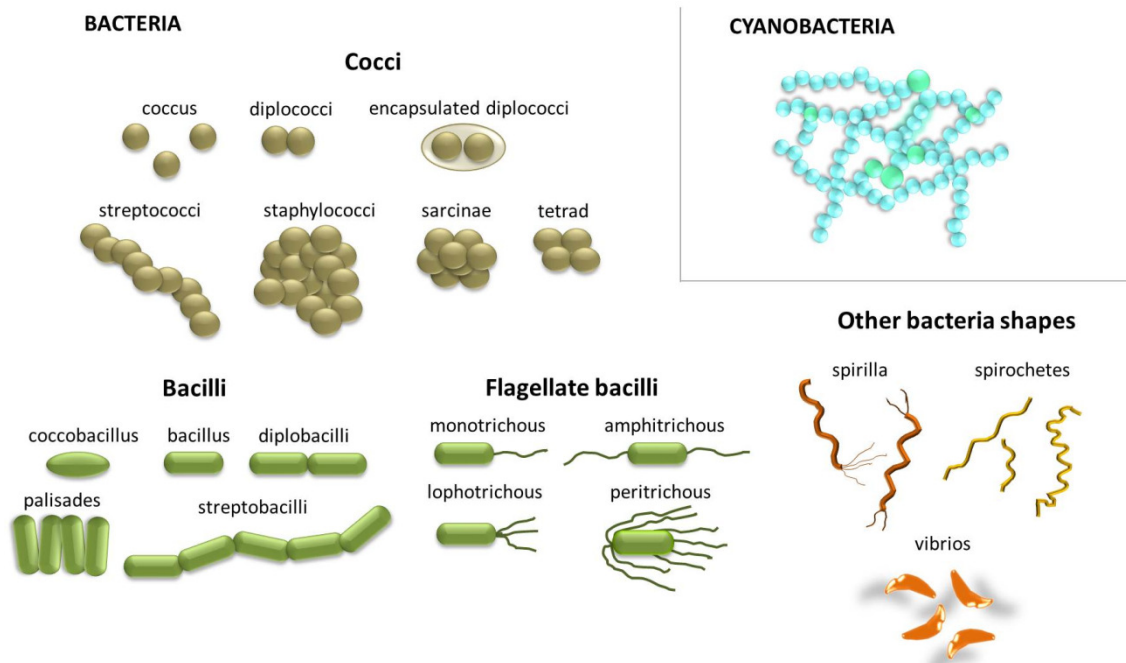 BACTERIA
Cocci
coccus
diplococci
encapsulated diplococci
streptococci
staphylococci
sarcinae
tetrad
CYANOBACTERIA
Bacilli
coccobacillus
bacillus
diplobacilli
palisades
streptobacilli
Flagellate bacilli
monotrichous
amphitrichous
lophotrichous
peritrichous
Other bacteria shapes
spirilla
spirochetes
vibrios